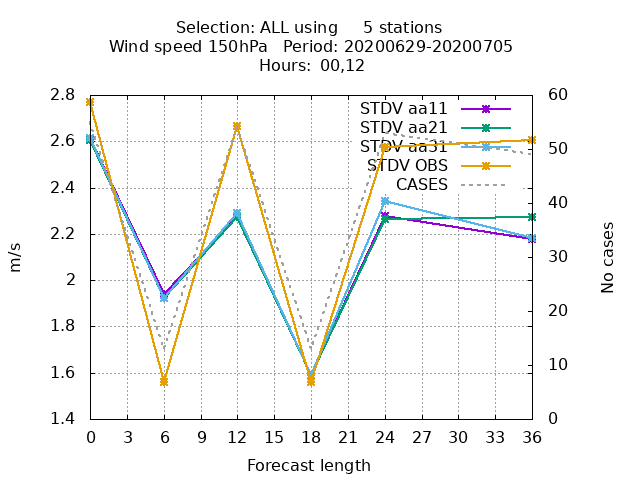 Selection: ALL using     5 stations
Wind speed 150hPa   Period: 20200629-20200705
Hours: 00,12
2.8
2.6
2.4
2.2
2
1.8
1.6
1.4
60
50
40
30
20
10
0
STDV aa11
STDV aa21
STDV aa31
STDV OBS
CASES
m/s
No cases
0 3 6 9 12 15 18 21 24 27 30 33 36
Forecast length